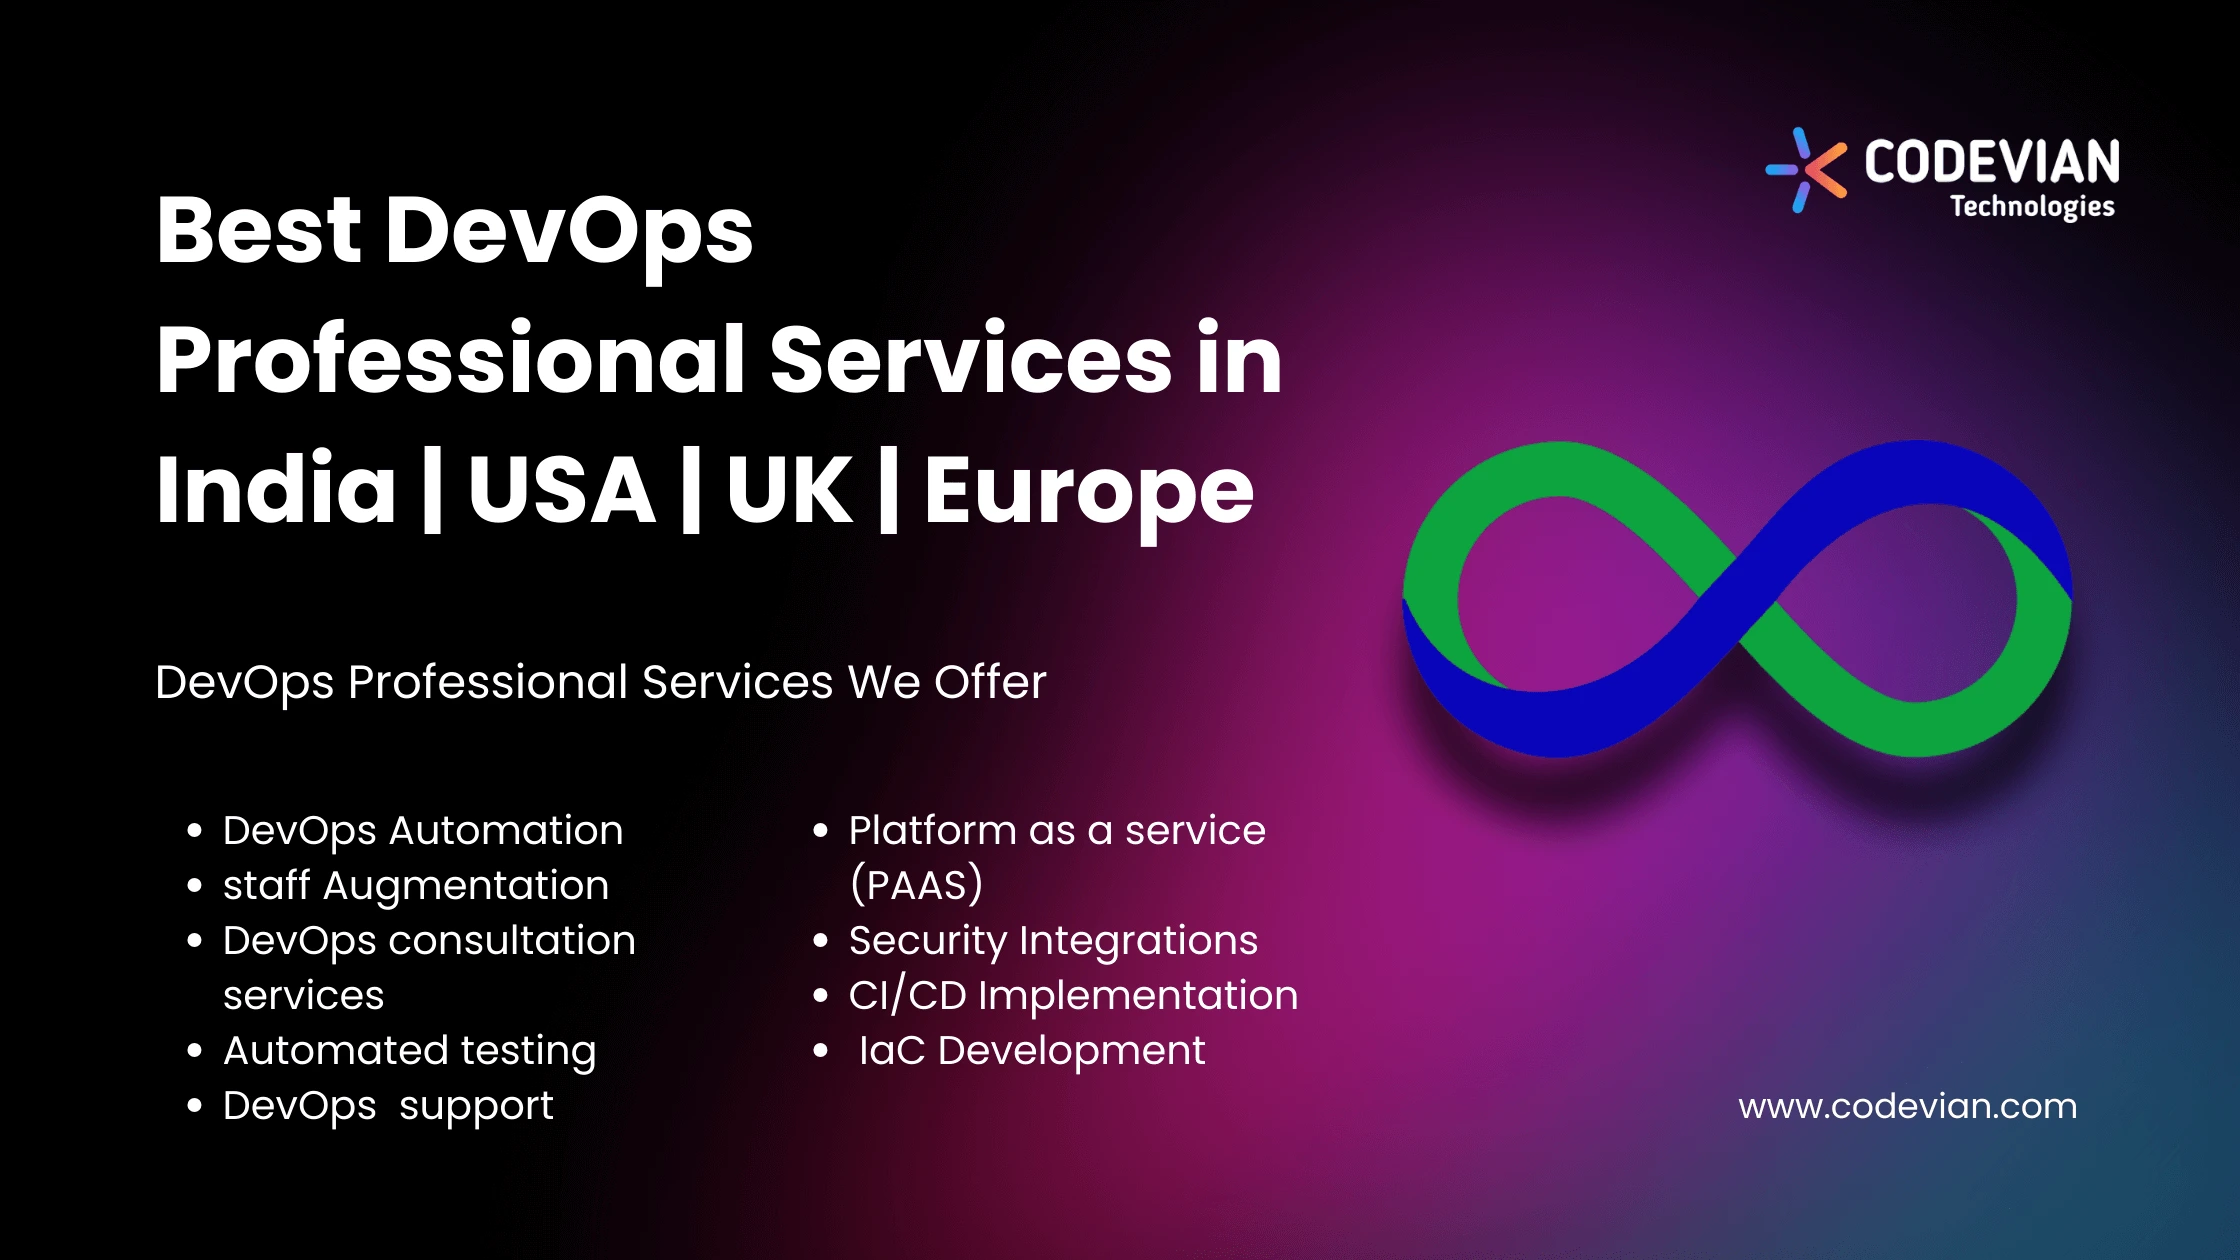 CODEVIAN
Technologies
Best DevOps
Professional Services in
India | USA | UK | Europe
DevOps Professional Services We Offer
• DevOps Automation
• staff Augmentation
• DevOps consultation
services
• Automated testing
• DevOps  support
• Platform as a service
(PAAS)
• Security Integrations
• CI/CD Implementation
•  IaC Development
www.codevian.com